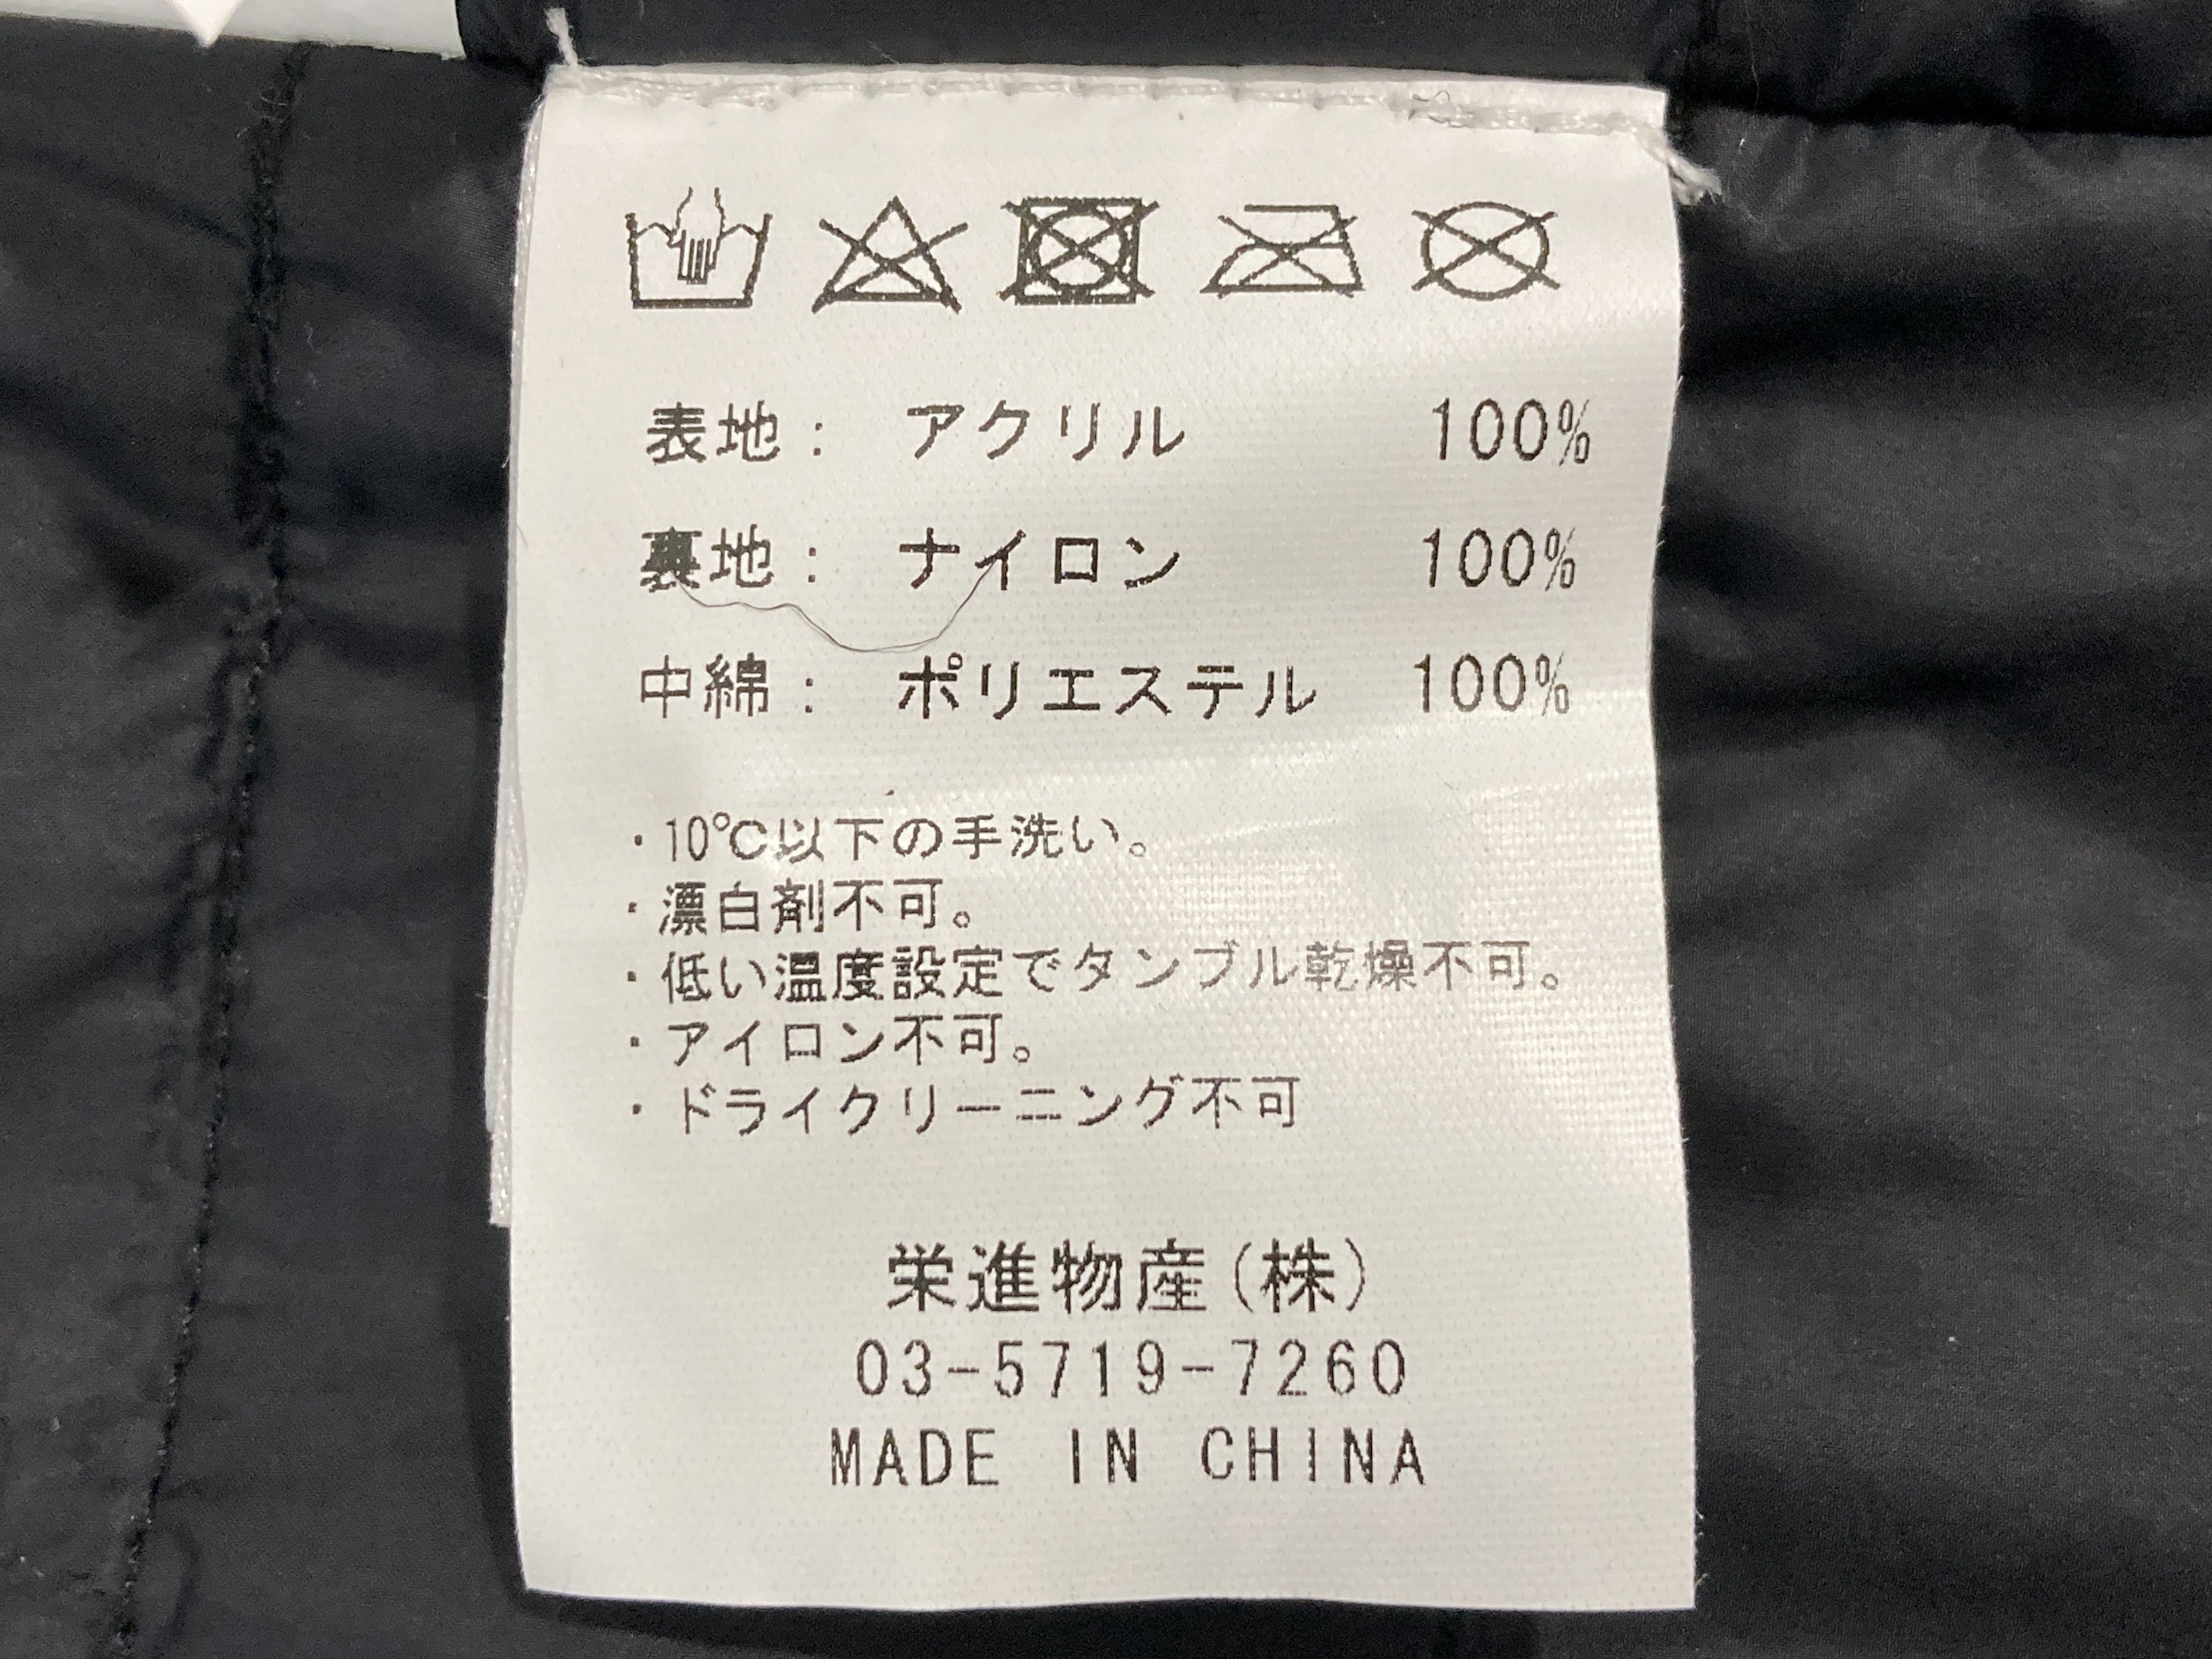 表地： アクリル 100%
裏地： ナイロン 100%
中綿： ポリエステル 100%
・10℃以下の手洗い。
・漂白剤不可。
・低い温度設定でタンブル乾燥不可。
・アイロン不可。
・ドライクリーニング不可
栄進物産(株)
03-5719-7260
MADE IN CHINA